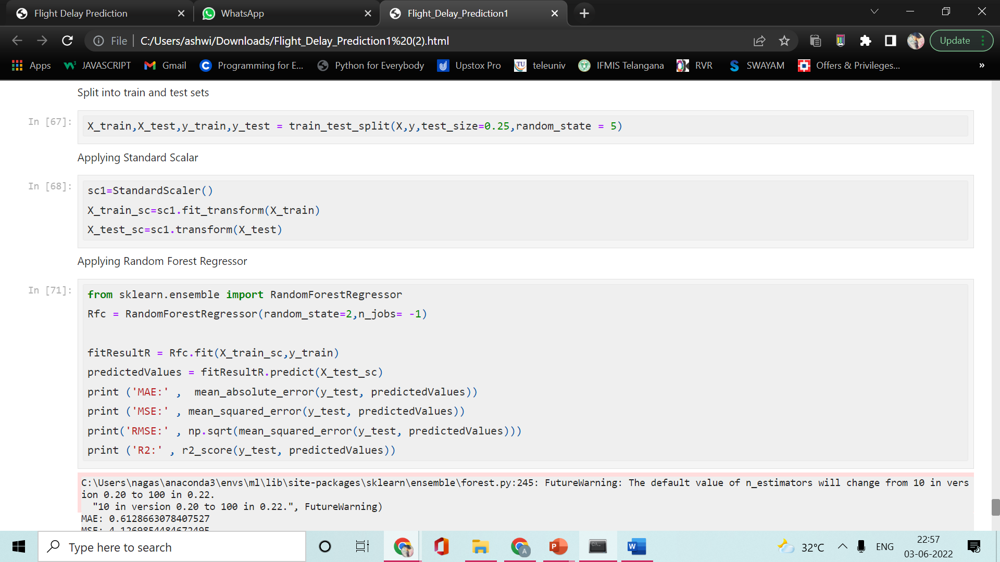 Flight Delay Prediction
WhatsApp
Flight_Delay_Prediction1
File
C:/Users/ashwi/Downloads/Flight_Delay_Prediction1%20(2).html
Update
Apps
JAVASCRIPT
Gmail
Programming for E...
Python for Everybody
Upstox Pro
teleuniv
IFMIS Telangana
RVR
SWAYAM
Offers & Privileges...
»
Split into train and test sets
In [67]:
X_train,X_test,y_train,y_test = train_test_split(X,y,test_size=0.25,random_state = 5)
Applying Standard Scalar
In [68]:
sc1=StandardScaler()
X_train_sc=sc1.fit_transform(X_train)
X_test_sc=sc1.transform(X_test)
Applying Random Forest Regressor
In [71]:
from sklearn.ensemble import RandomForestRegressor
Rfc = RandomForestRegressor(random_state=2,n_jobs= -1)
fitResultR = Rfc.fit(X_train_sc,y_train)
predictedValues = fitResultR.predict(X_test_sc)
print ('MAE:' ,  mean_absolute_error(y_test, predictedValues))
print ('MSE:' , mean_squared_error(y_test, predictedValues))
print('RMSE:' , np.sqrt(mean_squared_error(y_test, predictedValues)))
print ('R2:' , r2_score(y_test, predictedValues))
C:\Users\nagas\anaconda3\envs\ml\lib\site-packages\sklearn\ensemble\forest.py:245: FutureWarning: The default value of n_estimators will change from 10 in vers
ion 0.20 to 100 in 0.22.
"10 in version 0.20 to 100 in 0.22.", FutureWarning)
MAE: 0.6128663078407527
MSE: 4.1269854484672495
Type here to search
32°C
ENG
22:57
03-06-2022